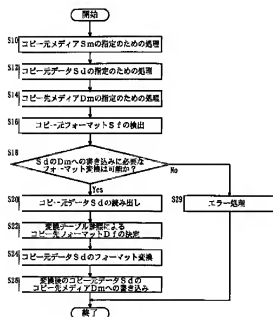 開始
S10
コピー元メディアSmの指定のための処理
S12
コピー元データSdの指定のための処理
S14
コピー先メディアDmの指定のための処理
S16
コピー元フォーマットSfの検出
S18
SdのDmへの書き込みに必要な
フォーマット変換は可能か?
No
Yes
S20
コピー元データSdの読み出し
S29
エラー処理
S22
変換テーブル参照による
コピー先フォーマットDfの決定
S24
コピー元データSdのフォーマット変換
変換後のコピー元データSdの
コピー先メディアDmへの書き込み
終了